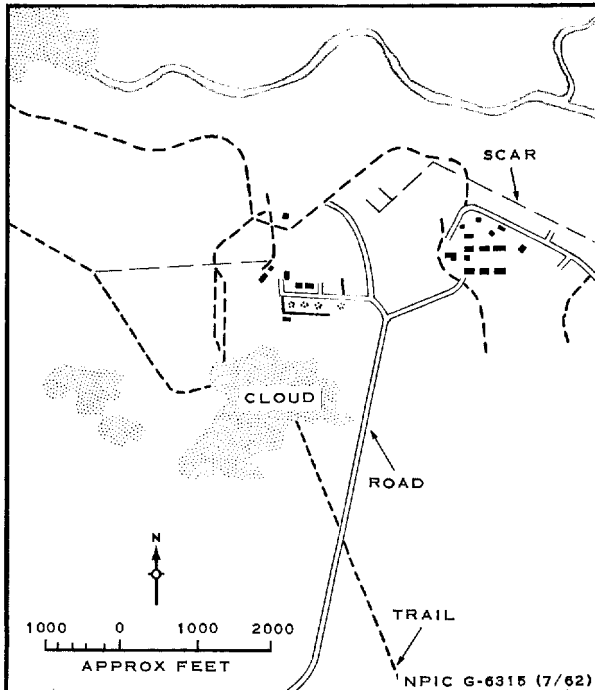 SCAR
CLOUD
ROAD
N
1000 0 1000 2000
APPROX FEET
TRAIL
NPIC G-6315 (7/62)